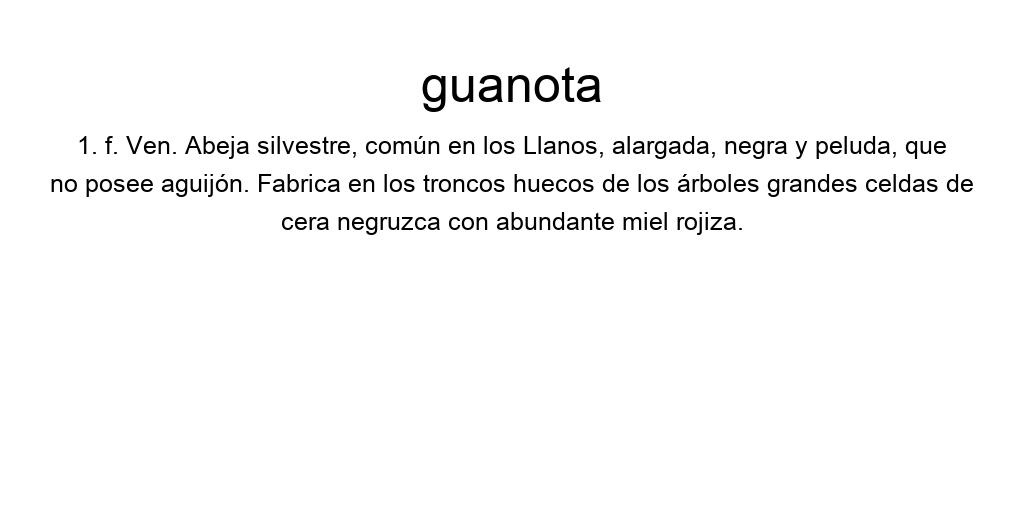 guanota
1. f. Ven. Abeja silvestre, común en los Llanos, alargada, negra y peluda, que
no posee aguijón. Fabrica en los troncos huecos de los árboles grandes celdas de
cera negruzca con abundante miel rojiza.